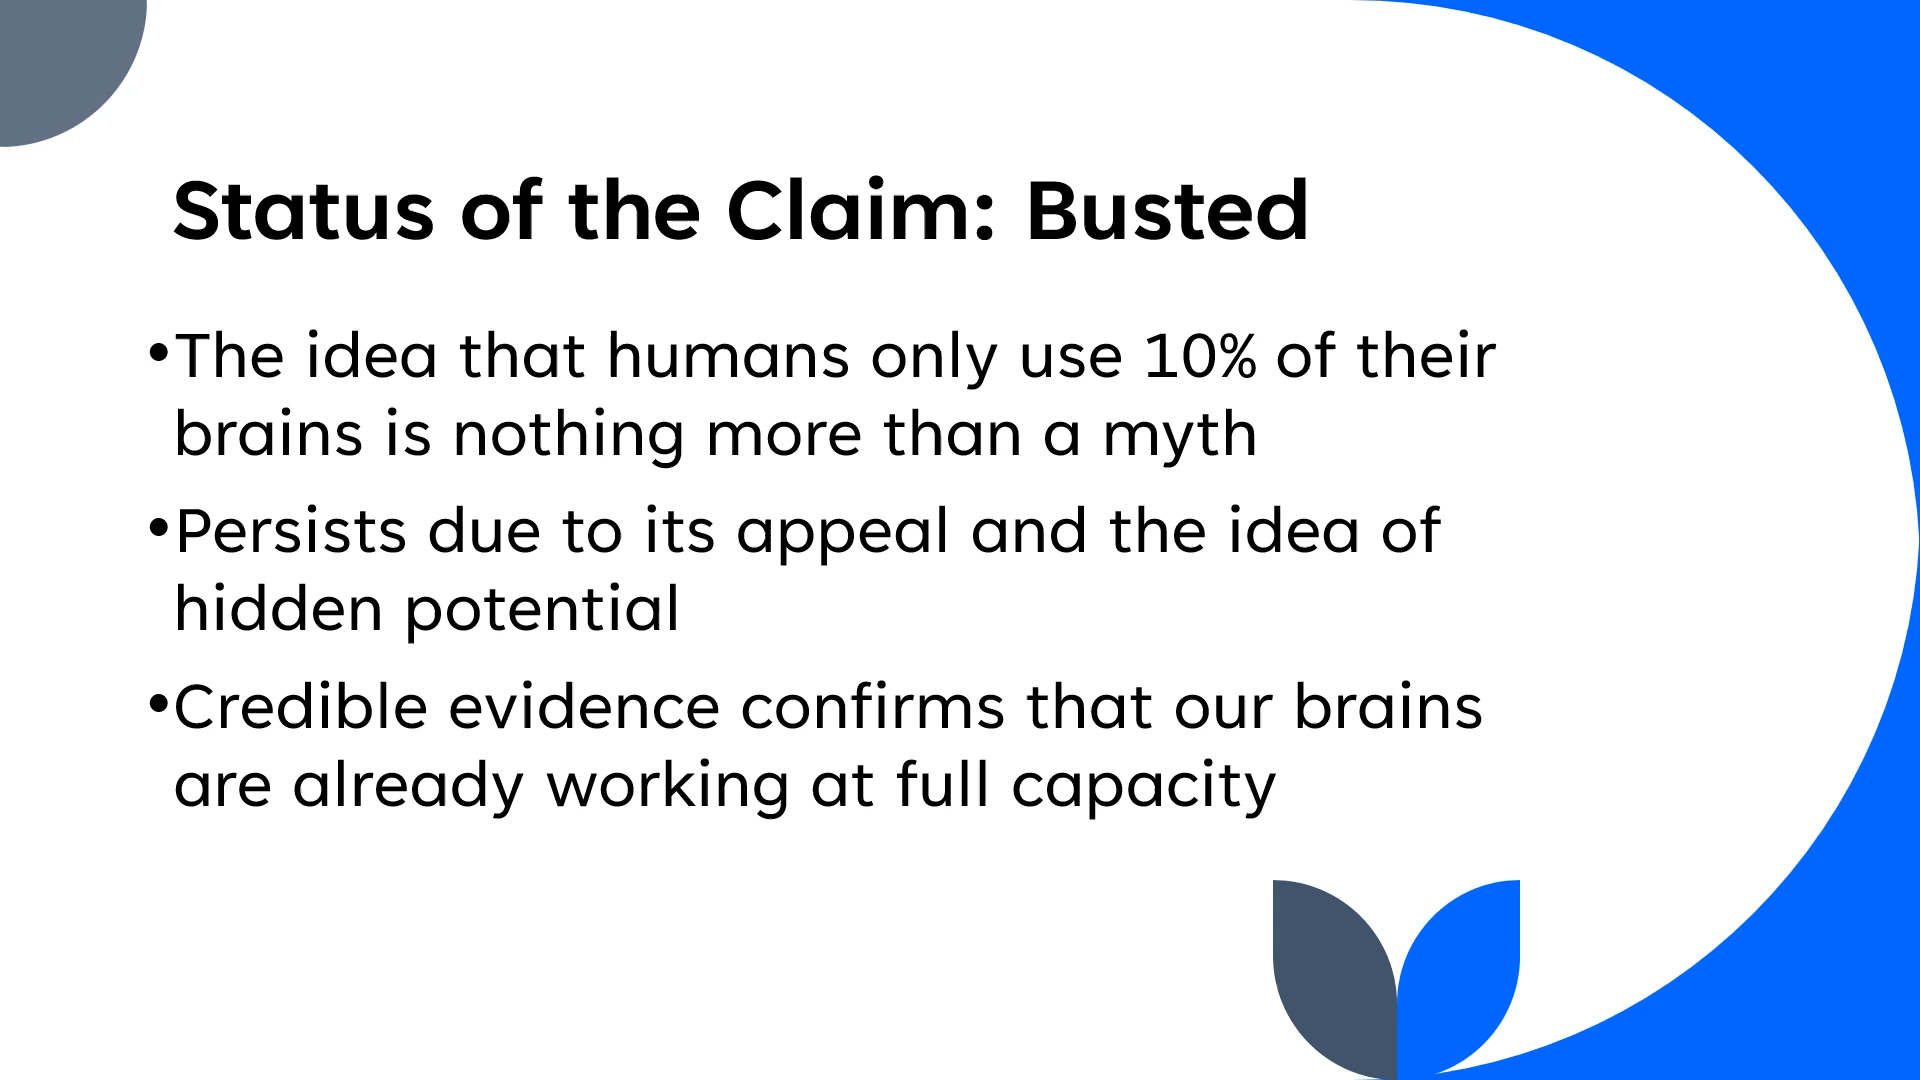 Status of the Claim: Busted
•The idea that humans only use 10% of their
brains is nothing more than a myth
•Persists due to its appeal and the idea of
hidden potential
•Credible evidence confirms that our brains
are already working at full capacity